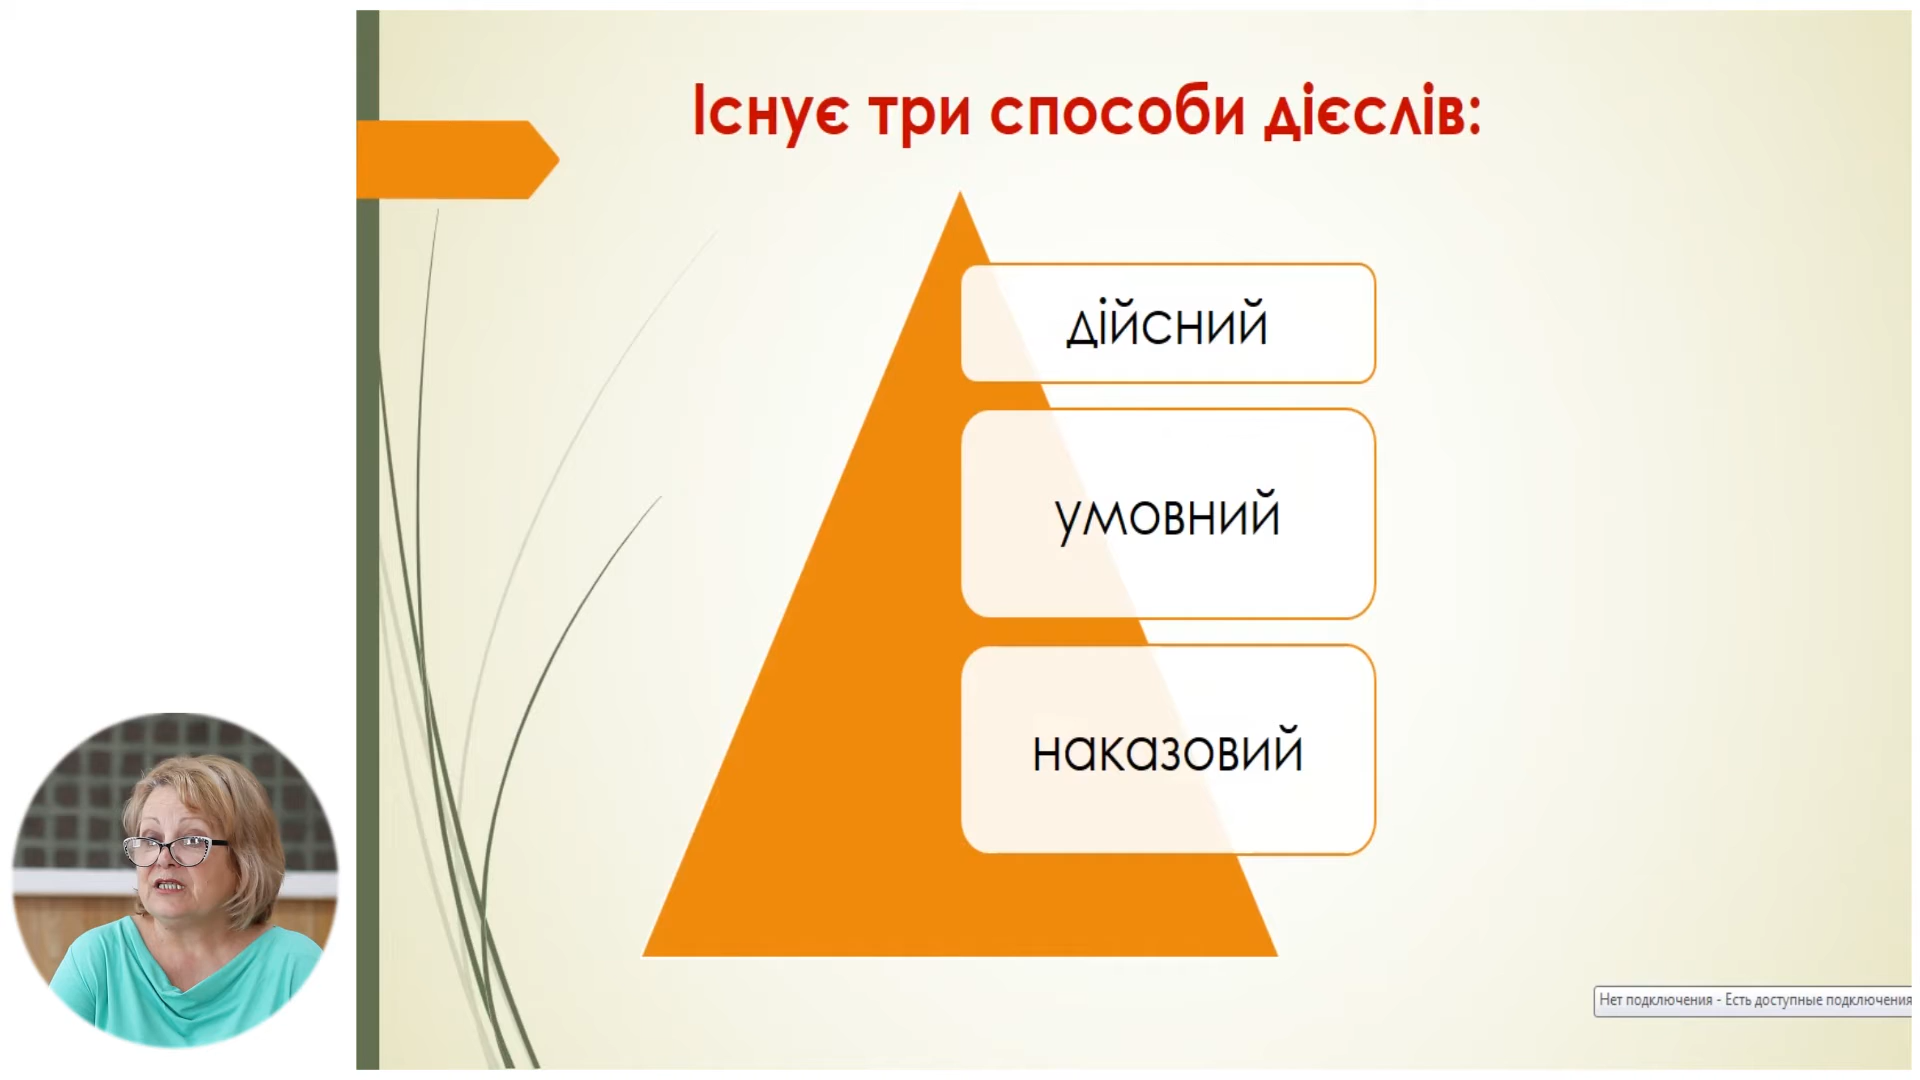 Існує три способи дієслів:
дійсний
умовний
наказовий
Нет подключения - Есть доступные подключения